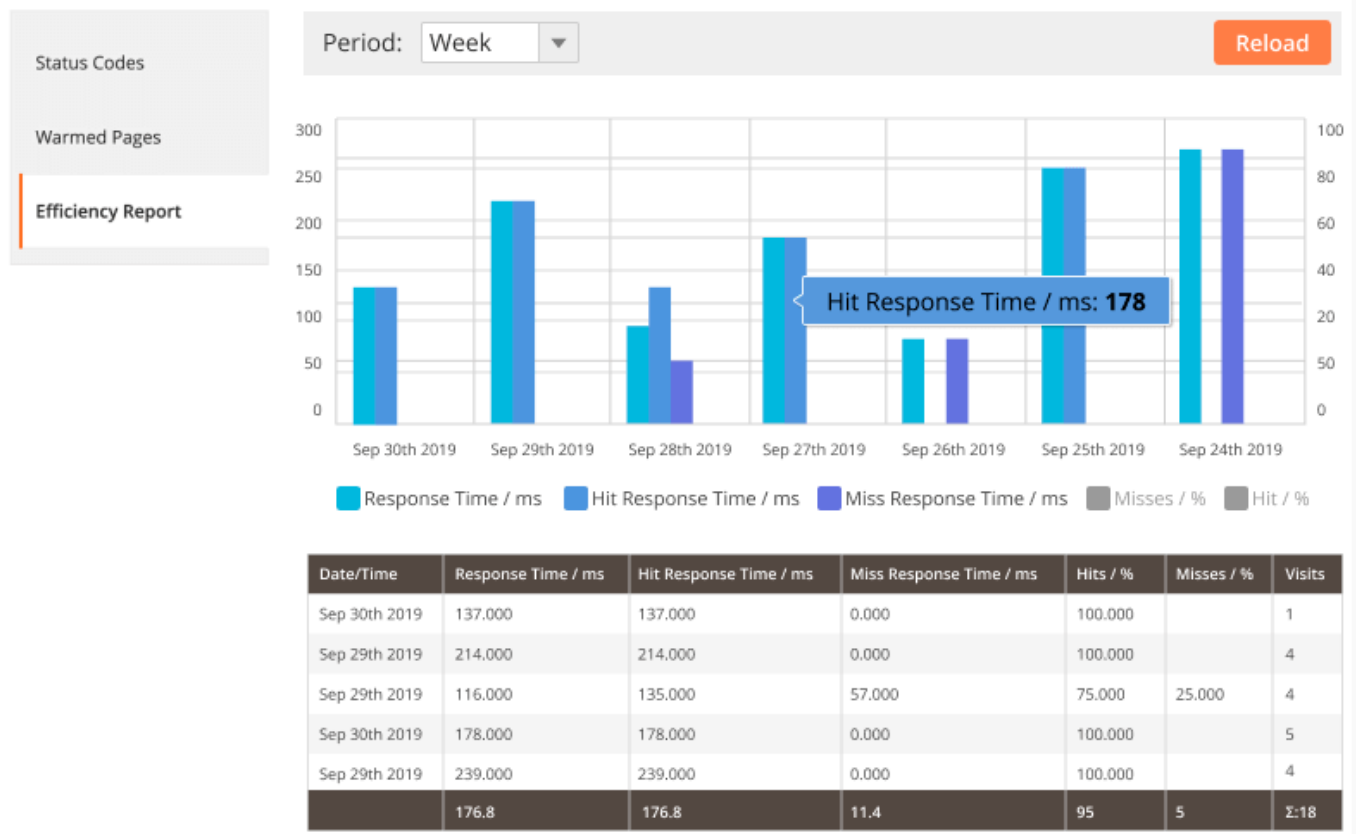 Status Codes
Warmed Pages
Efficiency Report
Period: Week
Reload
300
250
200
150
100
50
0
100
80
60
40
20
50
0
Hit Response Time / ms: 178
Sep 30th 2019 Sep 29th 2019 Sep 28th 2019 Sep 27th 2019 Sep 26th 2019 Sep 25th 2019 Sep 24th 2019
Response Time / ms Hit Response Time / ms Miss Response Time / ms Misses / % Hit / %
Date/Time Response Time / ms Hit Response Time / ms Miss Response Time / ms Hits / % Misses / % Visits
Sep 30th 2019 137.000 137.000 0.000 100.000 1
Sep 29th 2019 214.000 214.000 0.000 100.000 4
Sep 29th 2019 116.000 135.000 57.000 75.000 25.000 4
Sep 30th 2019 178.000 178.000 0.000 100.000 5
Sep 29th 2019 239.000 239.000 0.000 100.000 4
176.8 176.8 11.4 95 5 Σ:18